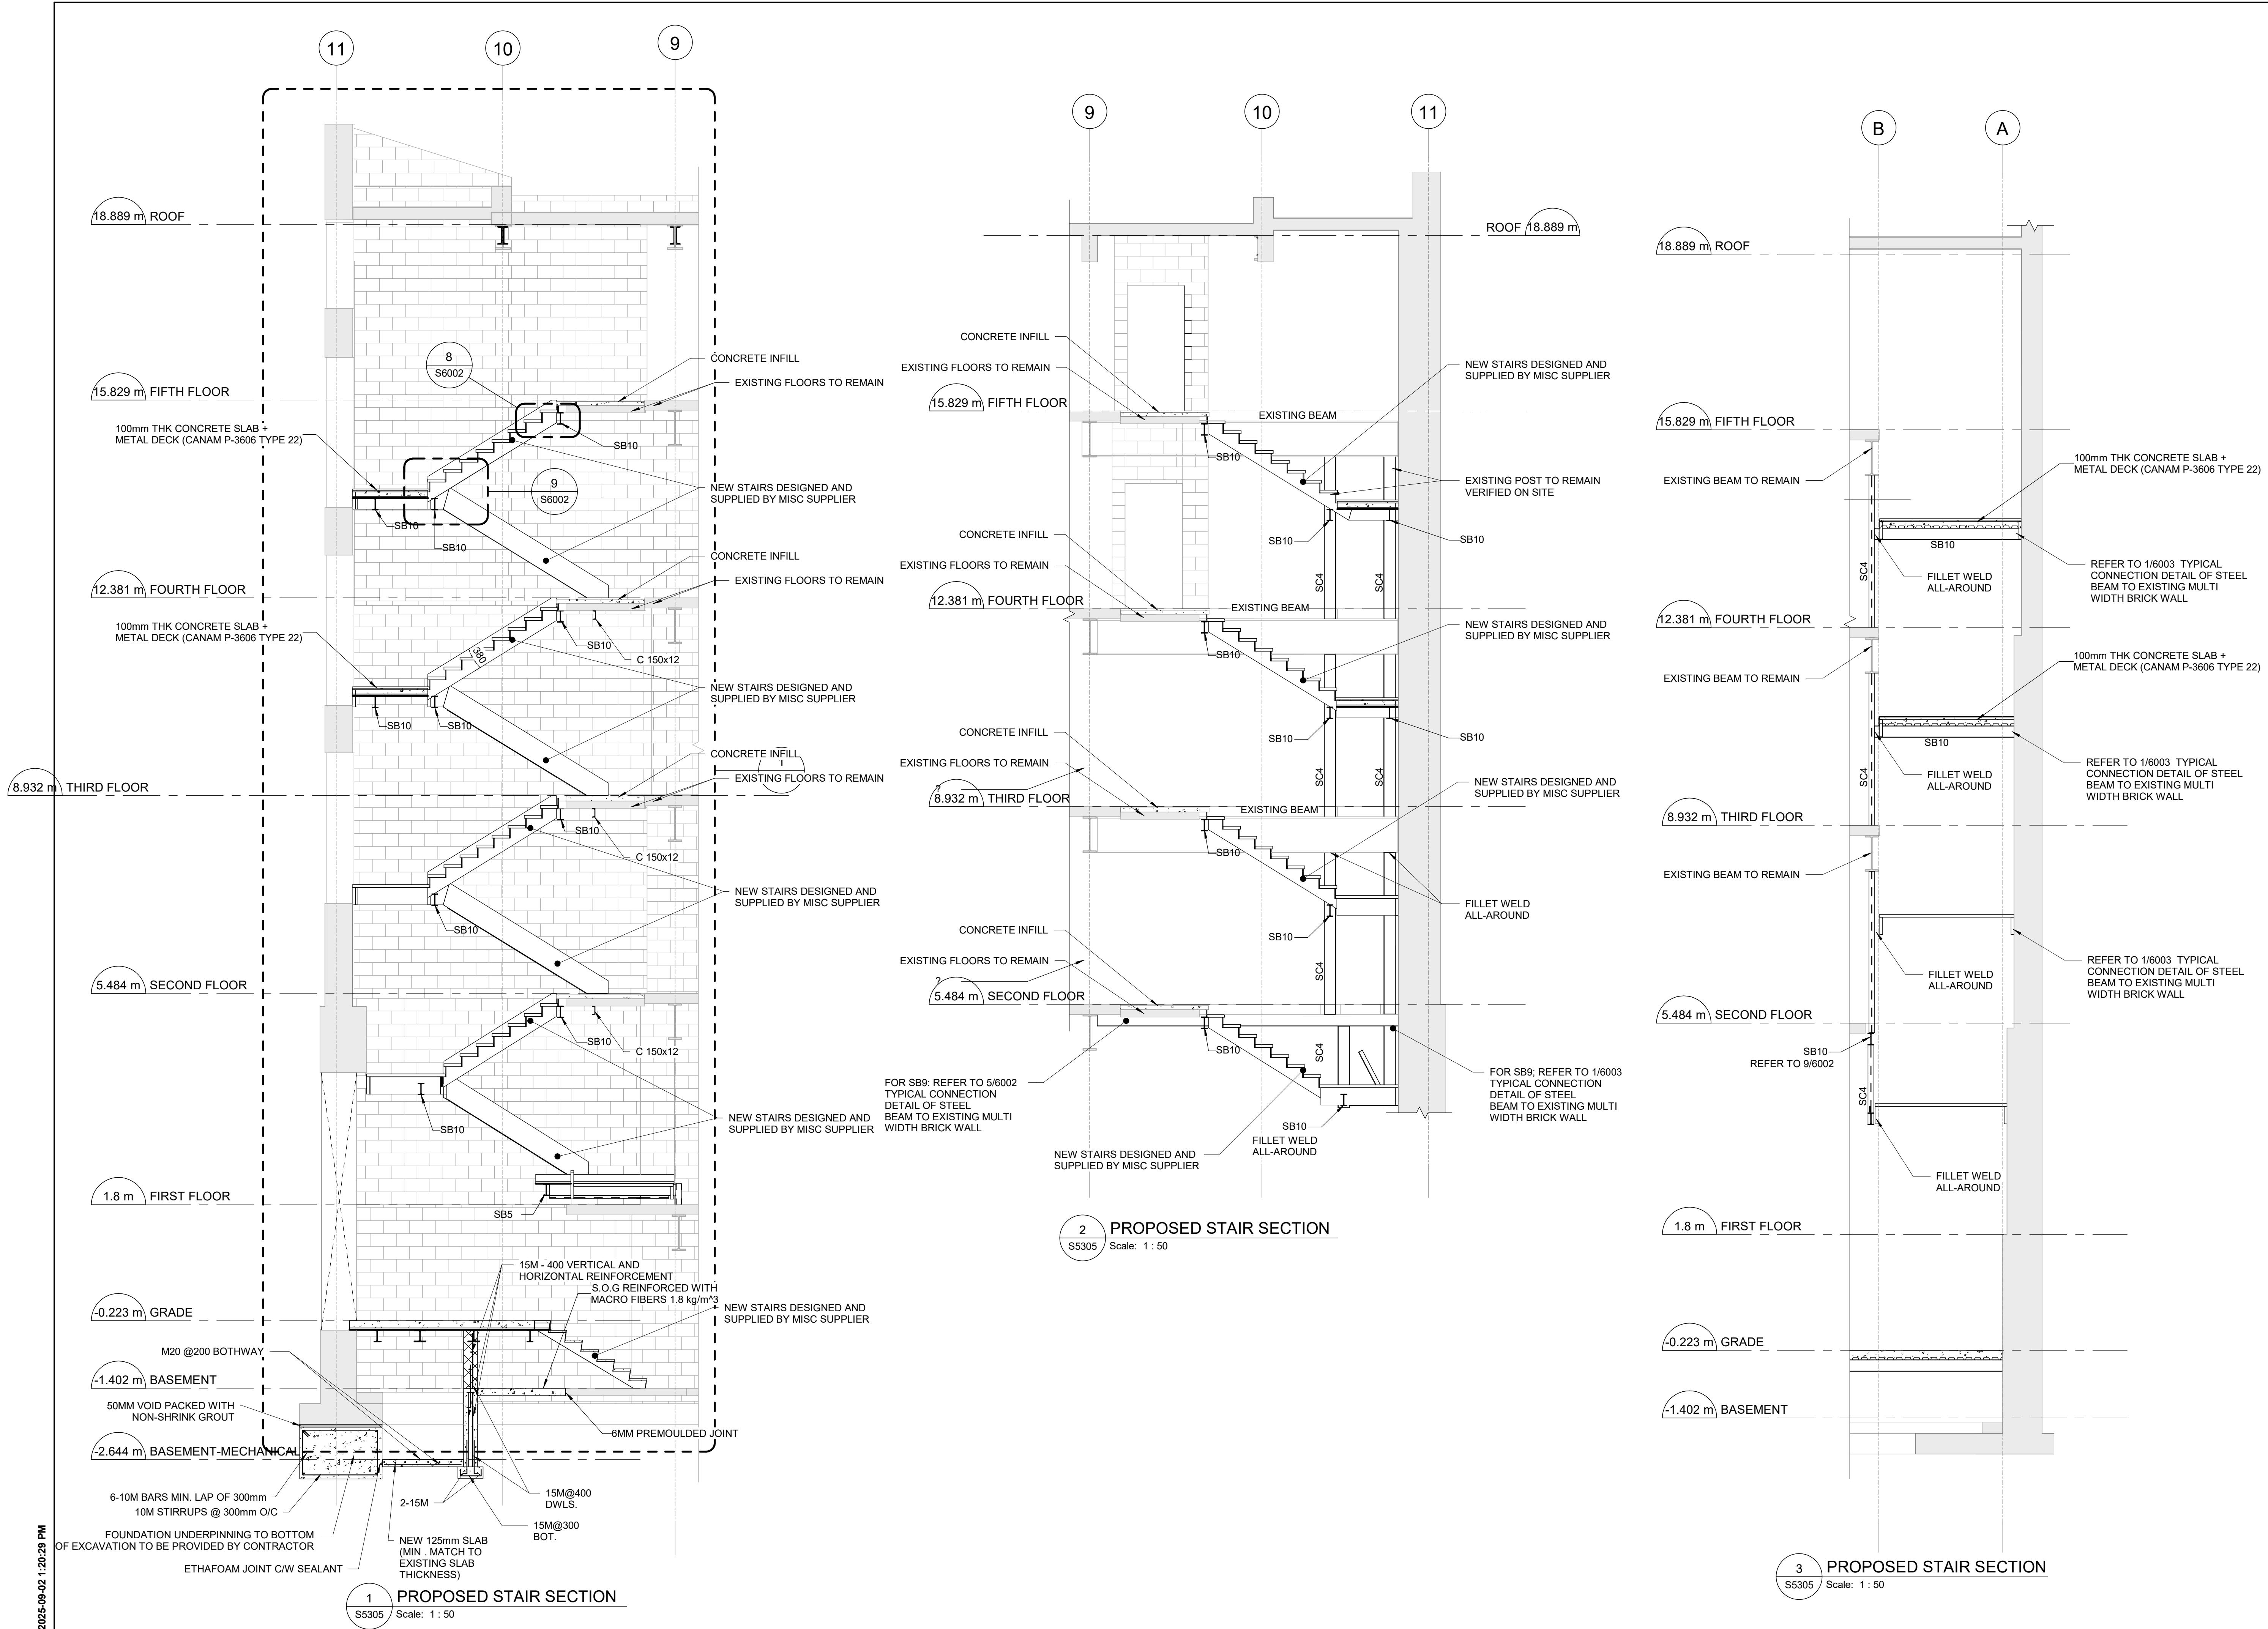 11
10
9
18.889 m ROOF
8
S6002
CONCRETE INFILL
EXISTING FLOORS TO REMAIN
15.829 m FIFTH FLOOR
100mm THK CONCRETE SLAB +
METAL DECK (CANAM P-3606 TYPE 22)
SB10
9
S6002
NEW STAIRS DESIGNED AND
SUPPLIED BY MISC SUPPLIER
SB10
SB10
CONCRETE INFILL
EXISTING FLOORS TO REMAIN
12.381 m FOURTH FLOOR
100mm THK CONCRETE SLAB +
METAL DECK (CANAM P-3606 TYPE 22)
380
SB10
C 150x12
NEW STAIRS DESIGNED AND
SUPPLIED BY MISC SUPPLIER
SB10
SB10
CONCRETE INFILL
EXISTING FLOORS TO REMAIN
8.932 m THIRD FLOOR
SB10
C 150x12
NEW STAIRS DESIGNED AND
SUPPLIED BY MISC SUPPLIER
SB10
5.484 m SECOND FLOOR
SB10
C 150x12
NEW STAIRS DESIGNED AND
SUPPLIED BY MISC SUPPLIER
SB10
1.8 m FIRST FLOOR
SB5
15M - 400 VERTICAL AND
HORIZONTAL REINFORCEMENT
S.O.G REINFORCED WITH
MACRO FIBERS 1.8 kg/m^3
NEW STAIRS DESIGNED AND
SUPPLIED BY MISC SUPPLIER
-0.223 m GRADE
M20 @200 BOTHWAY
-1.402 m BASEMENT
50MM VOID PACKED WITH
NON-SHRINK GROUT
6MM PREMOULDED JOINT
-2.644 m BASEMENT-MECHANICAL
6-10M BARS MIN. LAP OF 300mm
10M STIRRUPS @ 300mm O/C
2-15M
15M@400
DWLS.
15M@300
BOT.
FOUNDATION UNDERPINNING TO BOTTOM
OF EXCAVATION TO BE PROVIDED BY CONTRACTOR
NEW 125mm SLAB
(MIN . MATCH TO
EXISTING SLAB
THICKNESS)
ETHAFOAM JOINT C/W SEALANT
1
S5305
PROPOSED STAIR SECTION
Scale: 1 : 50
2025-09-02 1:20:29 PM
9
10
11
ROOF 18.889 m
CONCRETE INFILL
EXISTING FLOORS TO REMAIN
NEW STAIRS DESIGNED AND
SUPPLIED BY MISC SUPPLIER
15.829 m FIFTH FLOOR
EXISTING BEAM
SB10
EXISTING POST TO REMAIN
VERIFIED ON SITE
CONCRETE INFILL
SB10
SB10
EXISTING FLOORS TO REMAIN
SC4
SC4
12.381 m FOURTH FLOOR
EXISTING BEAM
NEW STAIRS DESIGNED AND
SUPPLIED BY MISC SUPPLIER
SB10
CONCRETE INFILL
SB10
SB10
EXISTING FLOORS TO REMAIN
SC4
SC4
?
8.932 m THIRD FLOOR
NEW STAIRS DESIGNED AND
SUPPLIED BY MISC SUPPLIER
EXISTING BEAM
SB10
FILLET WELD
ALL-AROUND
CONCRETE INFILL
SB10
EXISTING FLOORS TO REMAIN
SC4
?
5.484 m SECOND FLOOR
SB10
SC4
FOR SB9: REFER TO 5/6002
TYPICAL CONNECTION
DETAIL OF STEEL
BEAM TO EXISTING MULTI
WIDTH BRICK WALL
FOR SB9; REFER TO 1/6003
TYPICAL CONNECTION
DETAIL OF STEEL
BEAM TO EXISTING MULTI
WIDTH BRICK WALL
SB10
FILLET WELD
ALL-AROUND
NEW STAIRS DESIGNED AND
SUPPLIED BY MISC SUPPLIER
2
S5305
PROPOSED STAIR SECTION
Scale: 1 : 50
B
A
18.889 m ROOF
15.829 m FIFTH FLOOR
100mm THK CONCRETE SLAB +
METAL DECK (CANAM P-3606 TYPE 22)
EXISTING BEAM TO REMAIN
SB10
SC4
FILLET WELD
ALL-AROUND
REFER TO 1/6003 TYPICAL
CONNECTION DETAIL OF STEEL
BEAM TO EXISTING MULTI
WIDTH BRICK WALL
12.381 m FOURTH FLOOR
100mm THK CONCRETE SLAB +
METAL DECK (CANAM P-3606 TYPE 22)
EXISTING BEAM TO REMAIN
SB10
SC4
FILLET WELD
ALL-AROUND
REFER TO 1/6003 TYPICAL
CONNECTION DETAIL OF STEEL
BEAM TO EXISTING MULTI
WIDTH BRICK WALL
8.932 m THIRD FLOOR
EXISTING BEAM TO REMAIN
SC4
FILLET WELD
ALL-AROUND
REFER TO 1/6003 TYPICAL
CONNECTION DETAIL OF STEEL
BEAM TO EXISTING MULTI
WIDTH BRICK WALL
5.484 m SECOND FLOOR
SB10
REFER TO 9/6002
SC4
FILLET WELD
ALL-AROUND
1.8 m FIRST FLOOR
-0.223 m GRADE
-1.402 m BASEMENT
3
S5305
PROPOSED STAIR SECTION
Scale: 1 : 50